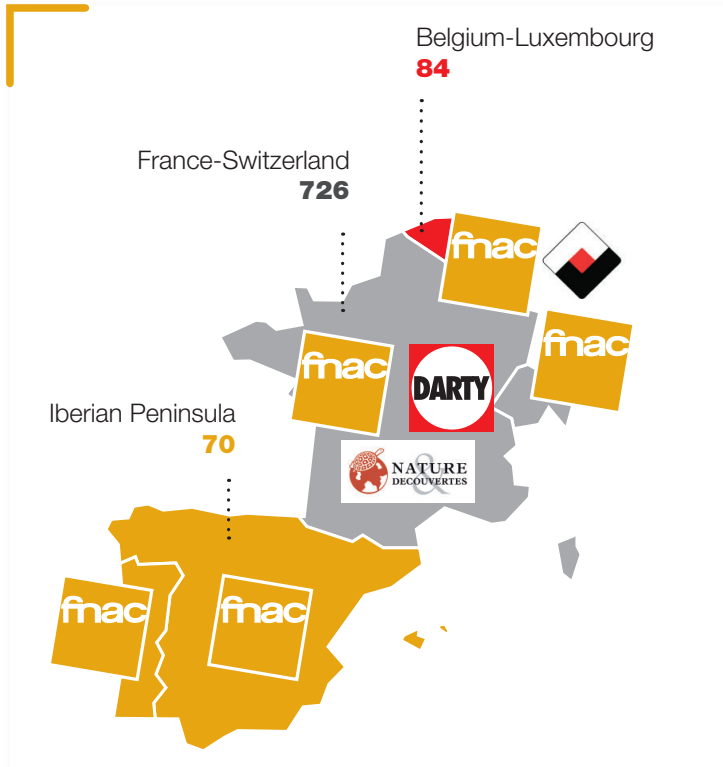 Belgium-Luxembourg
84
France-Switzerland
726
fnac
fnac
fnac
DARTY
Iberian Peninsula
70
NATURE
&
DECOUVERTES
fnac
fnac